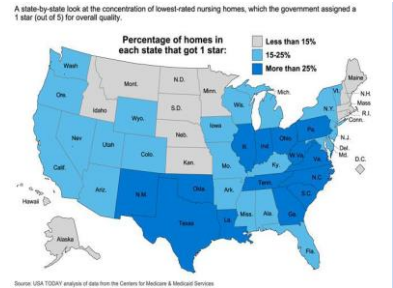 A state-by-state look at the concentration of lowest-rated nursing homes, which the government assigned a
1 star (out of 5) for overall quality.
Percentage of homes in
each state that got 1 star:
Less than 15%
15-25%
More than 25%
Wash
Mont.
N.D.
Minn.
Maine
Vt.
N.H.
Mass
R.I.
Conn.
Ore.
Idaho
Wyo.
S.D.
Wis.
Mich.
N.Y.
Nev
Utah
Colo.
Neb.
Iowa
Ill.
Ind.
Ohio
Pa.
N.J.
Del.
Md.
D.C.
Calif.
Kan.
Mo.
Ky.
W.Va.
Va.
Ariz.
N.M.
Okla.
Ark.
Tenn.
N.C.
S.C.
Hawaii
Texas
La.
Miss.
Ala.
Ga.
Alaska
Fla.
Source: USA TODAY analysis of data from the Centers for Medicare & Medicaid Services